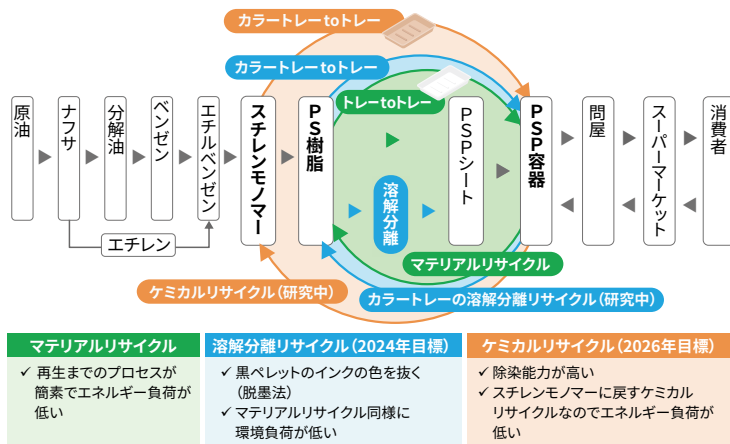 カラートレーtoトレー
カラートレーtoトレー
トレーtoトレー
原油
ナフサ
分解油
ベンゼン
エチルベンゼン
スチレンモノマー
PS樹脂
溶解分離
PSPシート
PSP容器
問屋
スーパーマーケット
消費者
エチレン
マテリアルリサイクル
ケミカルリサイクル(研究中)
カラートレーの溶解分離リサイクル(研究中)
マテリアルリサイクル
✓ 再生までのプロセスが
簡素でエネルギー負荷が
低い
溶解分離リサイクル(2024年目標)
✓ 黒ペレットのインクの色を抜く
(脱墨法)
✓ マテリアルリサイクル同様に
環境負荷が低い
ケミカルリサイクル(2026年目標)
✓ 除染能力が高い
✓ スチレンモノマーに戻すケミカル
リサイクルなのでエネルギー負荷が
低い